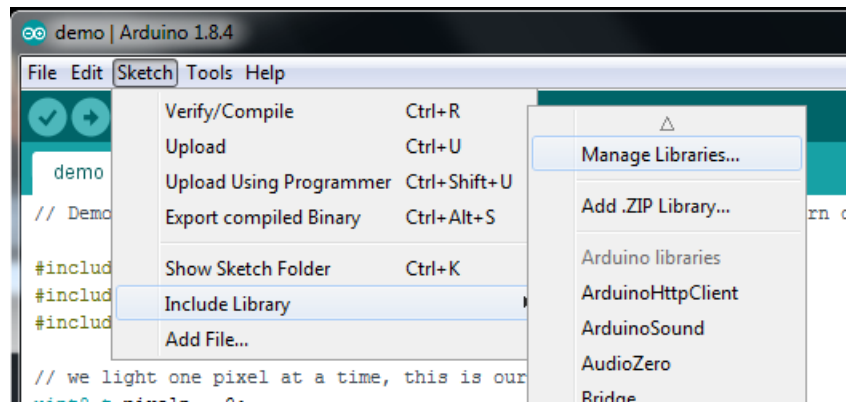 demo | Arduino 1.8.4
File Edit Sketch Tools Help
Verify/Compile Ctrl+R
Upload Ctrl+U
Upload Using Programmer Ctrl+Shift+U
Export compiled Binary Ctrl+Alt+S
Show Sketch Folder Ctrl+K
Include Library
Add File...
Manage Libraries...
Add .ZIP Library...
Arduino libraries
ArduinoHttpClient
ArduinoSound
AudioZero
Bridge
demo
// Demo
#includ
#includ
#includ
// we light one pixel at a time, this is our